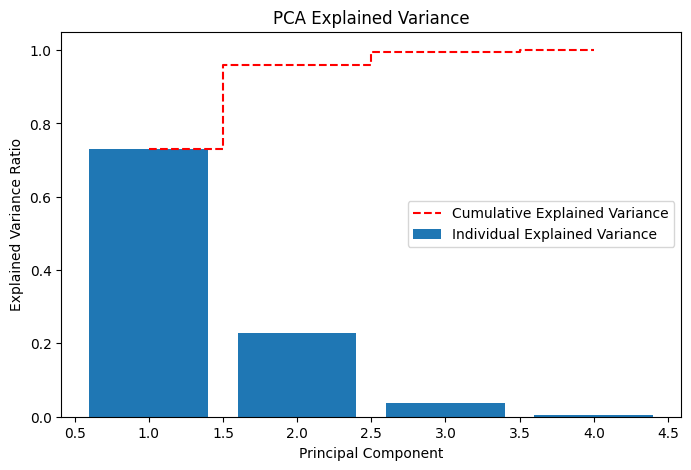 PCA Explained Variance
Explained Variance Ratio
1.0
0.8
0.6
0.4
0.2
0.0
Cumulative Explained Variance
Individual Explained Variance
0.5 1.0 1.5 2.0 2.5 3.0 3.5 4.0 4.5
Principal Component